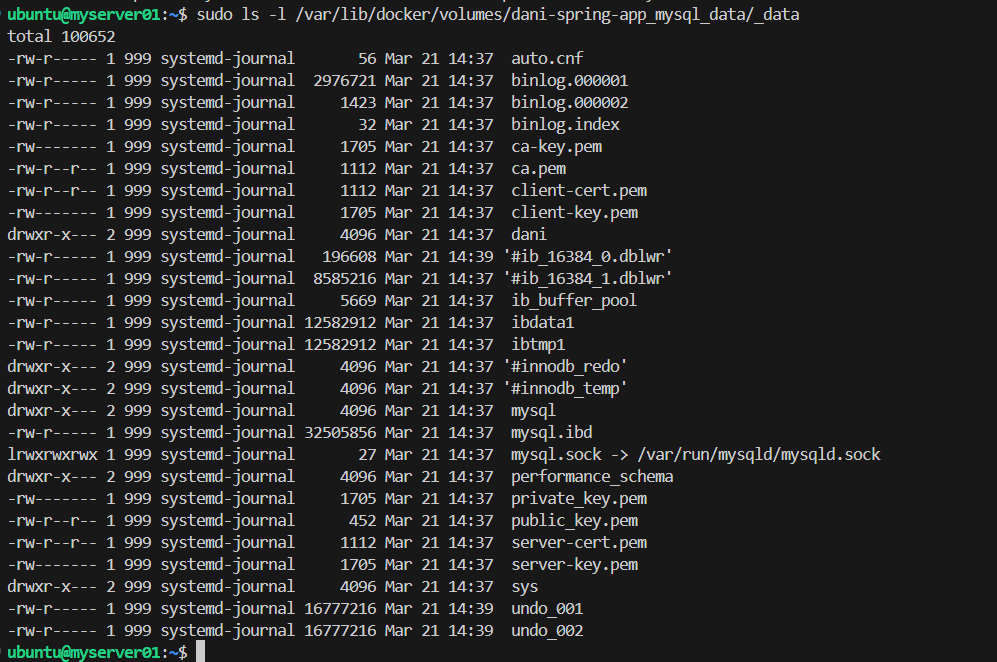 ubuntu@myserver01:~$ sudo ls -l /var/lib/docker/volumes/dani-spring-app_mysql_data/_data
total 100652
-rw-r----- 1 999 systemd-journal       56 Mar 21 14:37  auto.cnf
-rw-r----- 1 999 systemd-journal  2976721 Mar 21 14:37  binlog.000001
-rw-r----- 1 999 systemd-journal     1423 Mar 21 14:37  binlog.000002
-rw-r----- 1 999 systemd-journal       32 Mar 21 14:37  binlog.index
-rw------- 1 999 systemd-journal     1705 Mar 21 14:37  ca-key.pem
-rw-r--r-- 1 999 systemd-journal     1112 Mar 21 14:37  ca.pem
-rw-r--r-- 1 999 systemd-journal     1112 Mar 21 14:37  client-cert.pem
-rw------- 1 999 systemd-journal     1705 Mar 21 14:37  client-key.pem
drwxr-x--- 2 999 systemd-journal     4096 Mar 21 14:37  dani
-rw-r----- 1 999 systemd-journal   196608 Mar 21 14:39 '#ib_16384_0.dblwr'
-rw-r----- 1 999 systemd-journal  8585216 Mar 21 14:37 '#ib_16384_1.dblwr'
-rw-r----- 1 999 systemd-journal     5669 Mar 21 14:37  ib_buffer_pool
-rw-r----- 1 999 systemd-journal 12582912 Mar 21 14:37  ibdata1
-rw-r----- 1 999 systemd-journal 12582912 Mar 21 14:37  ibtmp1
drwxr-x--- 2 999 systemd-journal     4096 Mar 21 14:37 '#innodb_redo'
drwxr-x--- 2 999 systemd-journal     4096 Mar 21 14:37 '#innodb_temp'
drwxr-x--- 2 999 systemd-journal     4096 Mar 21 14:37  mysql
-rw-r----- 1 999 systemd-journal 32505856 Mar 21 14:37  mysql.ibd
lrwxrwxrwx 1 999 systemd-journal       27 Mar 21 14:37  mysql.sock -> /var/run/mysqld/mysqld.sock
drwxr-x--- 2 999 systemd-journal     4096 Mar 21 14:37  performance_schema
-rw------- 1 999 systemd-journal     1705 Mar 21 14:37  private_key.pem
-rw-r--r-- 1 999 systemd-journal      452 Mar 21 14:37  public_key.pem
-rw-r--r-- 1 999 systemd-journal     1112 Mar 21 14:37  server-cert.pem
-rw------- 1 999 systemd-journal     1705 Mar 21 14:37  server-key.pem
drwxr-x--- 2 999 systemd-journal     4096 Mar 21 14:37  sys
-rw-r----- 1 999 systemd-journal 16777216 Mar 21 14:39  undo_001
-rw-r----- 1 999 systemd-journal 16777216 Mar 21 14:39  undo_002
ubuntu@myserver01:~$